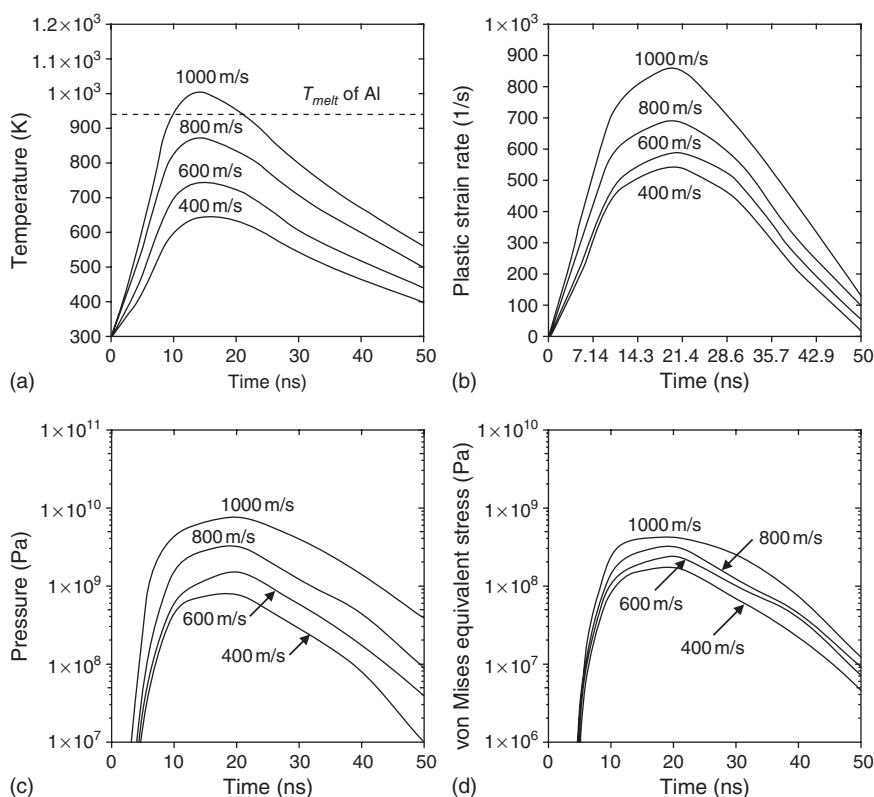 1.2×10³
1.1×10³
1×10³
900
800
700
600
500
400
300
Temperature (K)
1000 m/s
T_melt of Al
800 m/s
600 m/s
400 m/s
0 10 20 30 40 50
Time (ns)
(a)
1×10³
900
800
700
600
500
400
300
200
100
0
Plastic strain rate (1/s)
1000 m/s
800 m/s
600 m/s
400 m/s
0 7.14 14.3 21.4 28.6 35.7 42.9 50
Time (ns)
(b)
1×10¹¹
1×10¹⁰
1×10⁹
1×10⁸
1×10⁷
Pressure (Pa)
1000 m/s
800 m/s
600 m/s
400 m/s
0 10 20 30 40 50
Time (ns)
(c)
1×10¹⁰
1×10⁹
1×10⁸
1×10⁷
1×10⁶
von Mises equivalent stress (Pa)
1000 m/s
800 m/s
600 m/s
400 m/s
0 10 20 30 40 50
Time (ns)
(d)